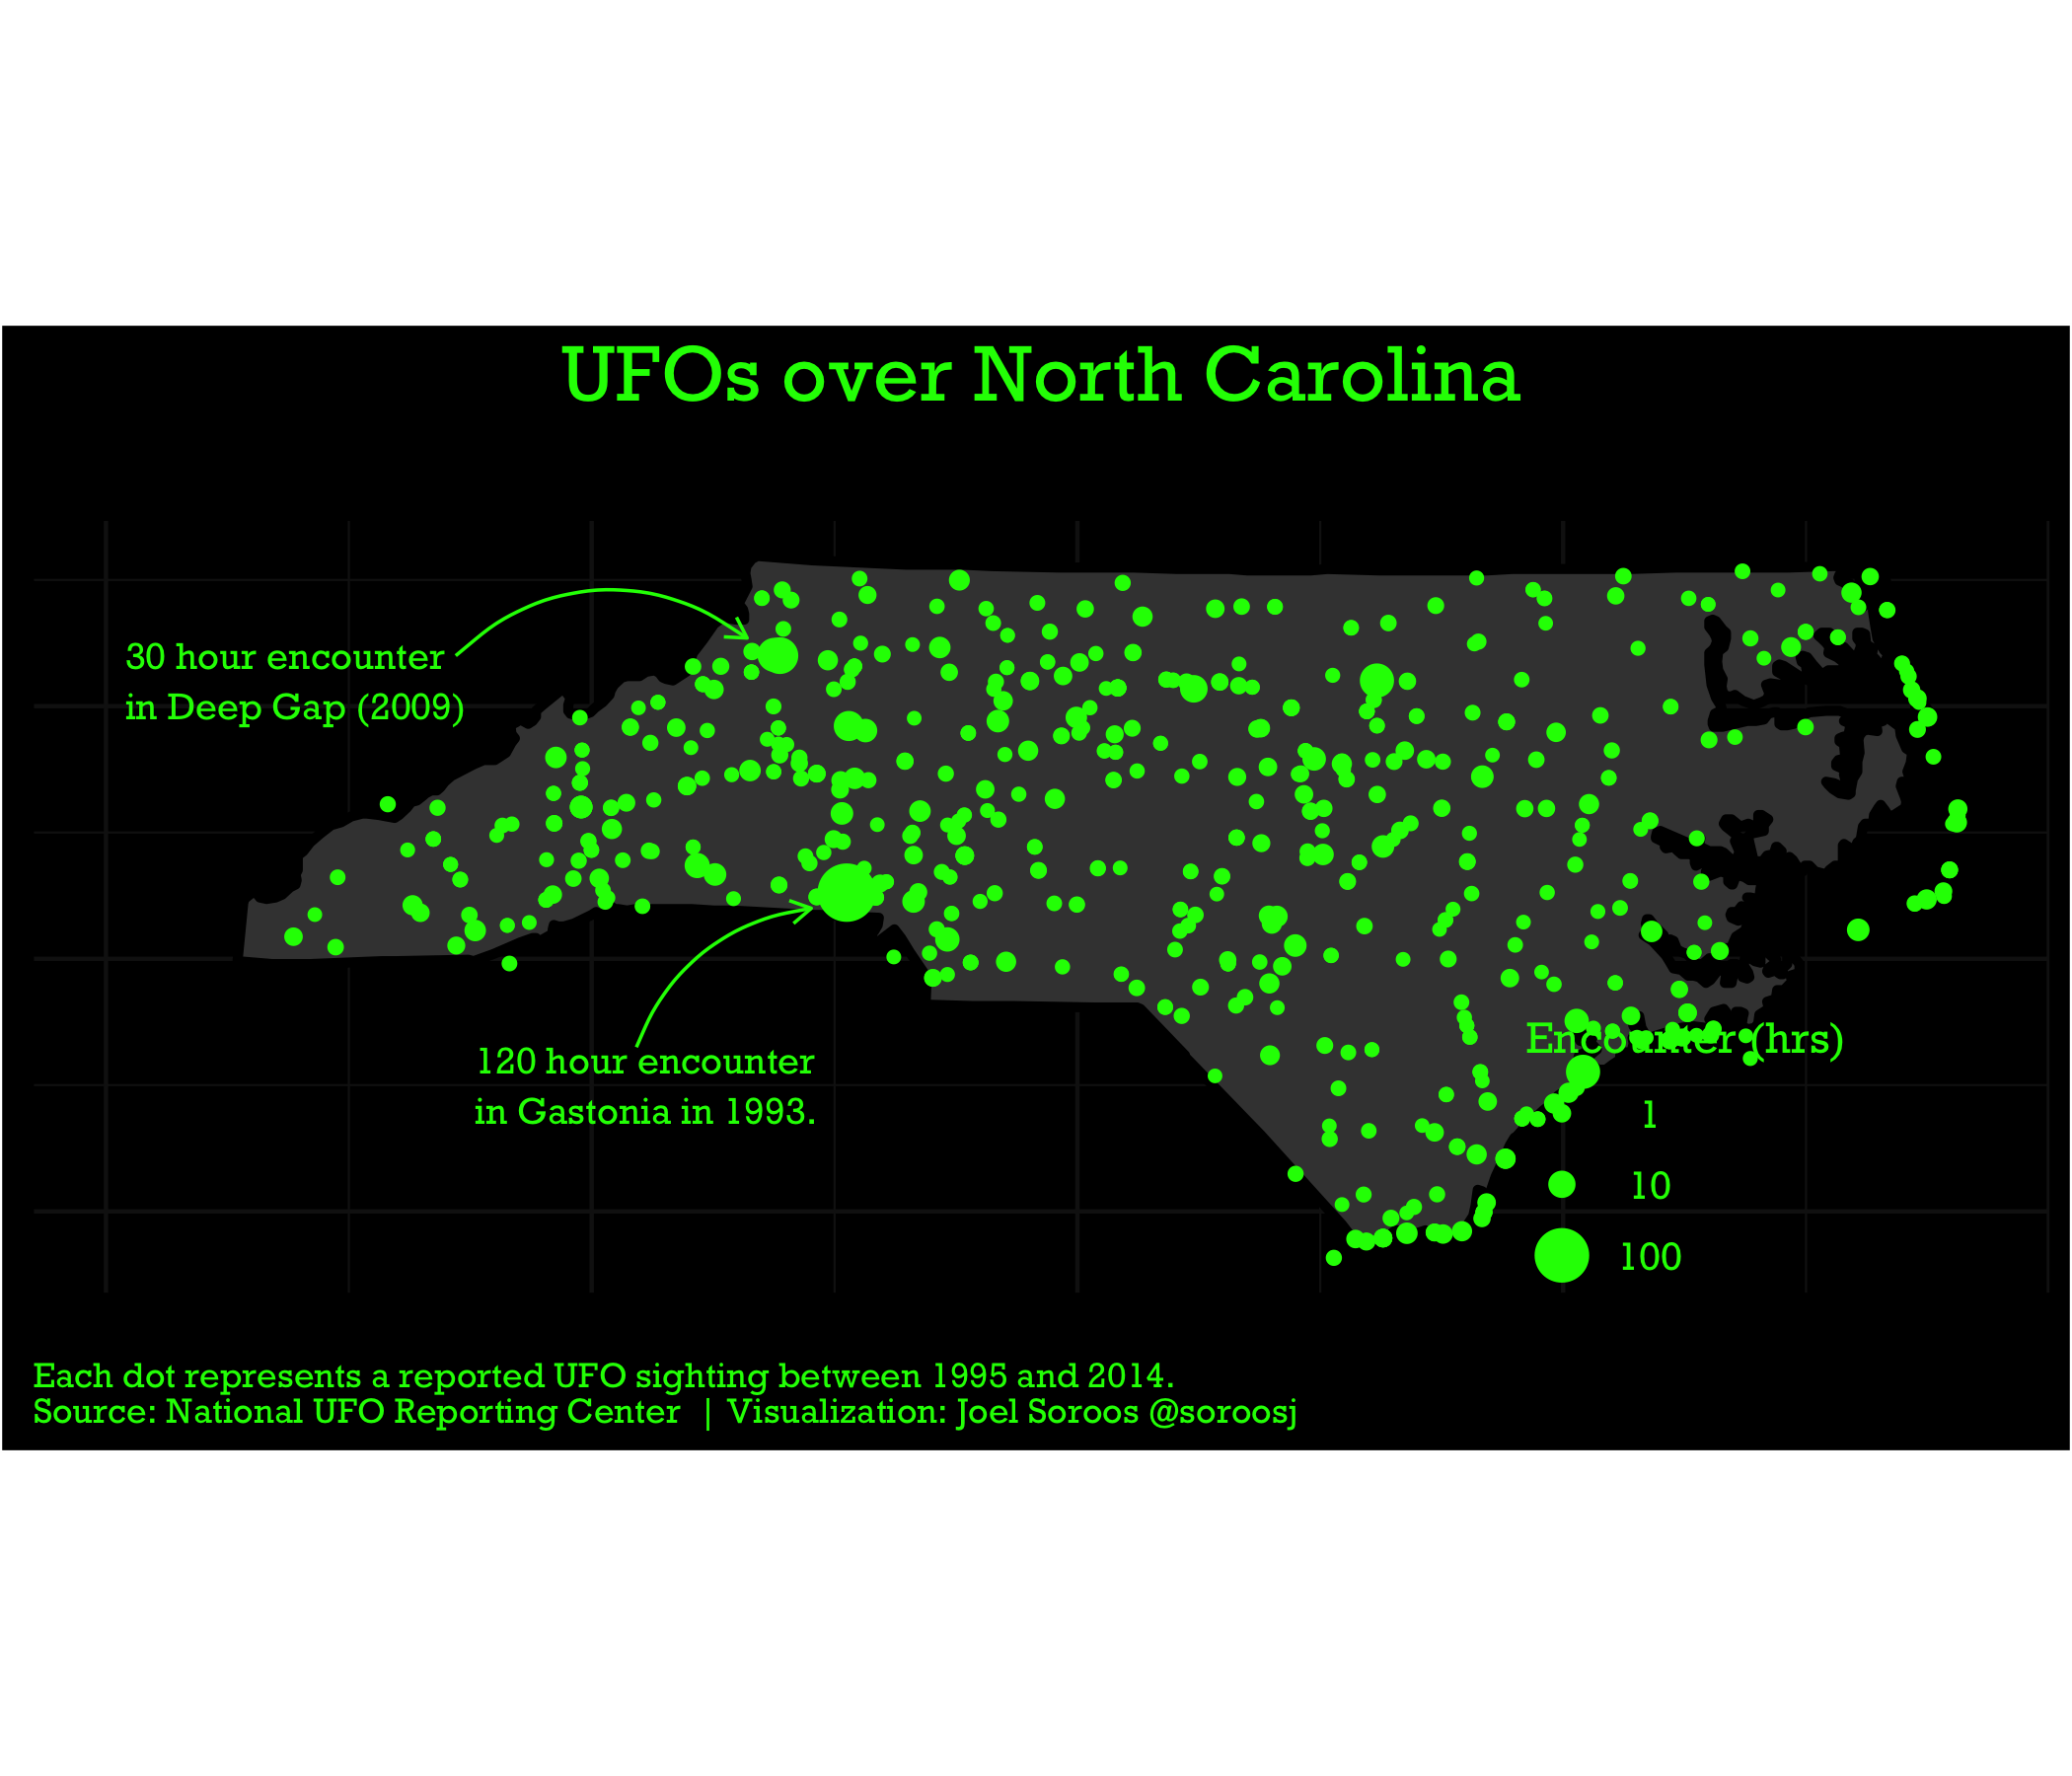 UFOs over North Carolina
30 hour encounter
in Deep Gap (2009)
120 hour encounter
in Gastonia in 1993.
Encounter (hrs)
1
10
100
Each dot represents a reported UFO sighting between 1995 and 2014.
Source: National UFO Reporting Center | Visualization: Joel Soroos @soroosj